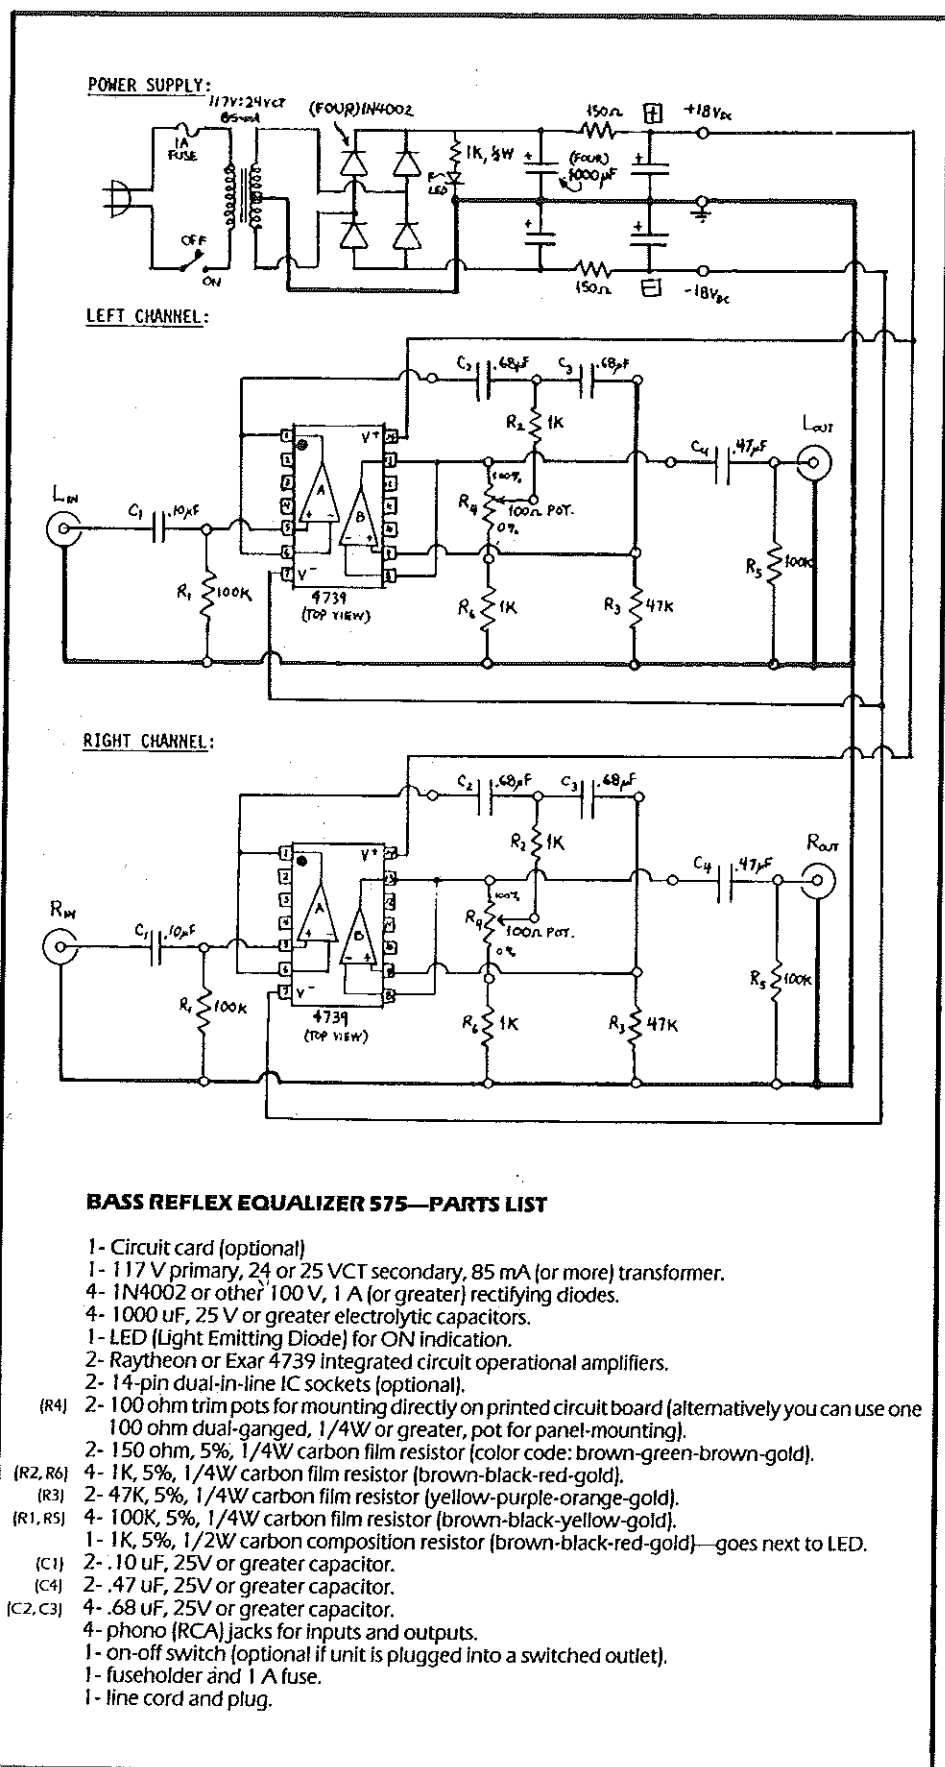 POWER SUPPLY:
117V:24VCT
(FOUR) 1N4002
1A
FUSE
OFF
ON
1K, ½W
LED
(FOUR)
1000µF
150Ω
+
+18VDC
150Ω
-18VDC
LEFT CHANNEL:
C2 .68µF
C3 .68µF
R2 1K
LIN
C1 .10µF
R1 100K
1
2
3
4
5
6
7
V+
V-
A
B
4739
(TOP VIEW)
100%
R4
100Ω POT.
0%
R6 1K
R3 47K
C4 .47µF
LOUT
R5 100K
RIGHT CHANNEL:
C2 .68µF
C3 .68µF
R2 1K
RIN
C1 .10µF
R1 100K
1
2
3
4
5
6
7
V+
V-
A
B
4739
(TOP VIEW)
100%
R4
100Ω POT.
0%
R6 1K
R3 47K
C4 .47µF
ROUT
R5 100K
BASS REFLEX EQUALIZER 575—PARTS LIST
1- Circuit card (optional)
1- 117 V primary, 24 or 25 VCT secondary, 85 mA (or more) transformer.
4- 1N4002 or other 100 V, 1 A (or greater) rectifying diodes.
4- 1000 uF, 25 V or greater electrolytic capacitors.
1- LED (Light Emitting Diode) for ON indication.
2- Raytheon or Exar 4739 integrated circuit operational amplifiers.
2- 14-pin dual-in-line IC sockets (optional).
(R4) 2- 100 ohm trim pots for mounting directly on printed circuit board (alternatively you can use one
100 ohm dual-ganged, 1/4W or greater, pot for panel-mounting).
2- 150 ohm, 5%, 1/4W carbon film resistor (color code: brown-green-brown-gold).
(R2, R6) 4- 1K, 5%, 1/4W carbon film resistor (brown-black-red-gold).
(R3) 2- 47K, 5%, 1/4W carbon film resistor (yellow-purple-orange-gold).
(R1, R5) 4- 100K, 5%, 1/4W carbon film resistor (brown-black-yellow-gold).
1- 1K, 5%, 1/2W carbon composition resistor (brown-black-red-gold)—goes next to LED.
(C1) 2- .10 uF, 25V or greater capacitor.
(C4) 2- .47 uF, 25V or greater capacitor.
(C2, C3) 4- .68 uF, 25V or greater capacitor.
4- phono (RCA) jacks for inputs and outputs.
1- on-off switch (optional if unit is plugged into a switched outlet).
1- fuseholder and 1 A fuse.
1- line cord and plug.